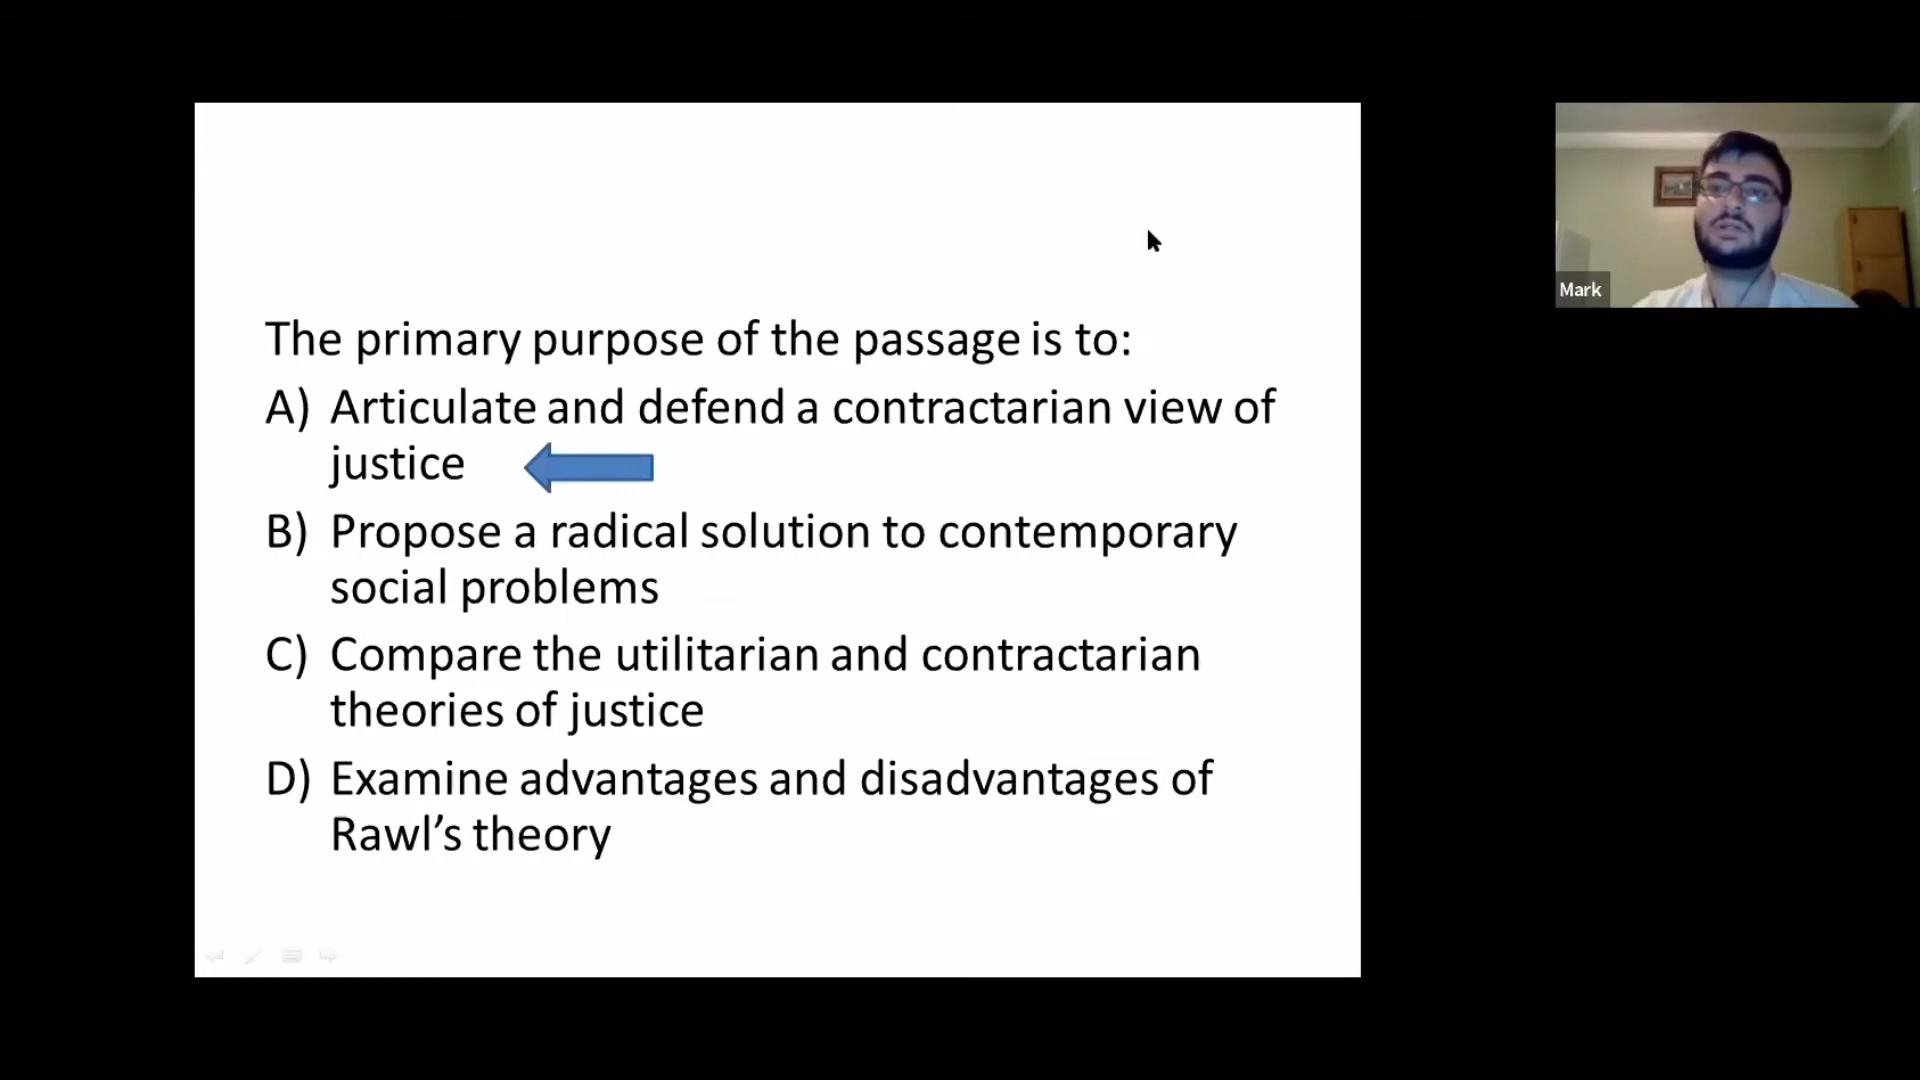 The primary purpose of the passage is to:
A) Articulate and defend a contractarian view of
justice
B) Propose a radical solution to contemporary
social problems
C) Compare the utilitarian and contractarian
theories of justice
D) Examine advantages and disadvantages of
Rawl’s theory
Mark